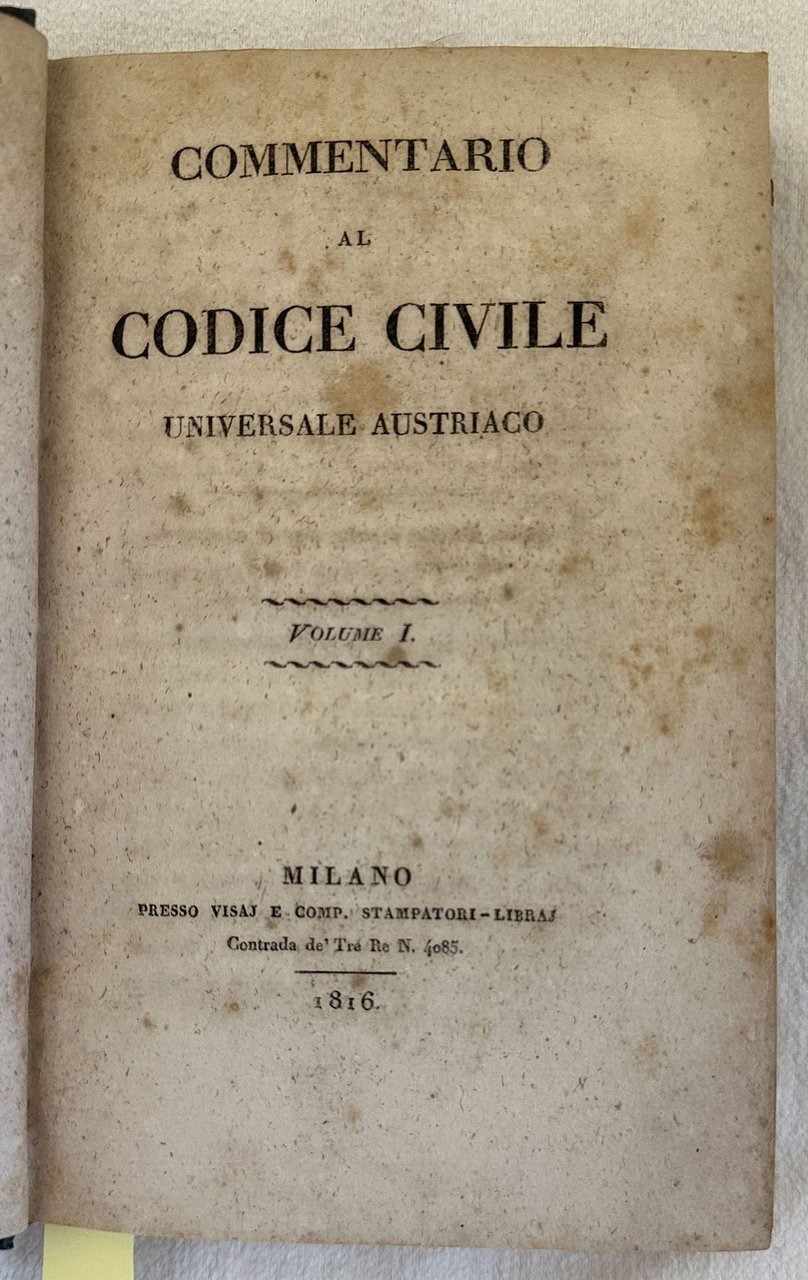 COMMENTARIO
AL
CODICE CIVILE
UNIVERSALE AUSTRIACO
VOLUME I.
MILANO
PRESSO VISAJ E COMP. STAMPATORI-LIBRAJ
Contrada de' Tre Re N. 4085.
1816.